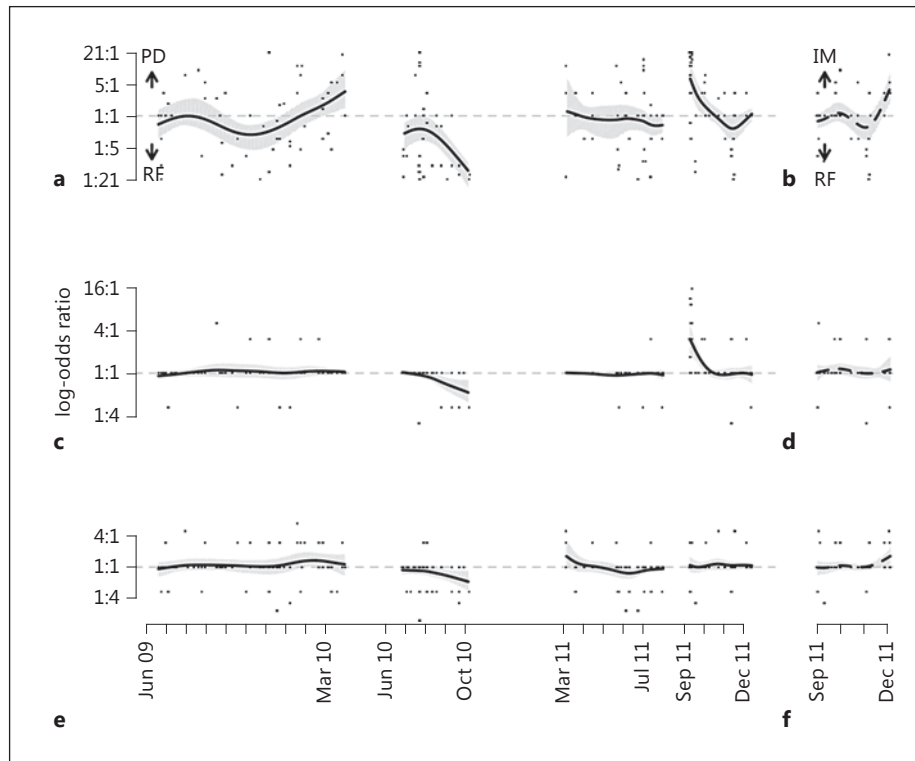 21:1
5:1
1:1
1:5
1:21
PD
RF
a
IM
RF
b
log-odds ratio
16:1
4:1
1:1
1:4
c
d
4:1
1:1
1:4
Jun 09
Mar 10
Jun 10
Oct 10
Mar 11
Jul 11
Sep 11
Dec 11
Sep 11
Dec 11
e
f